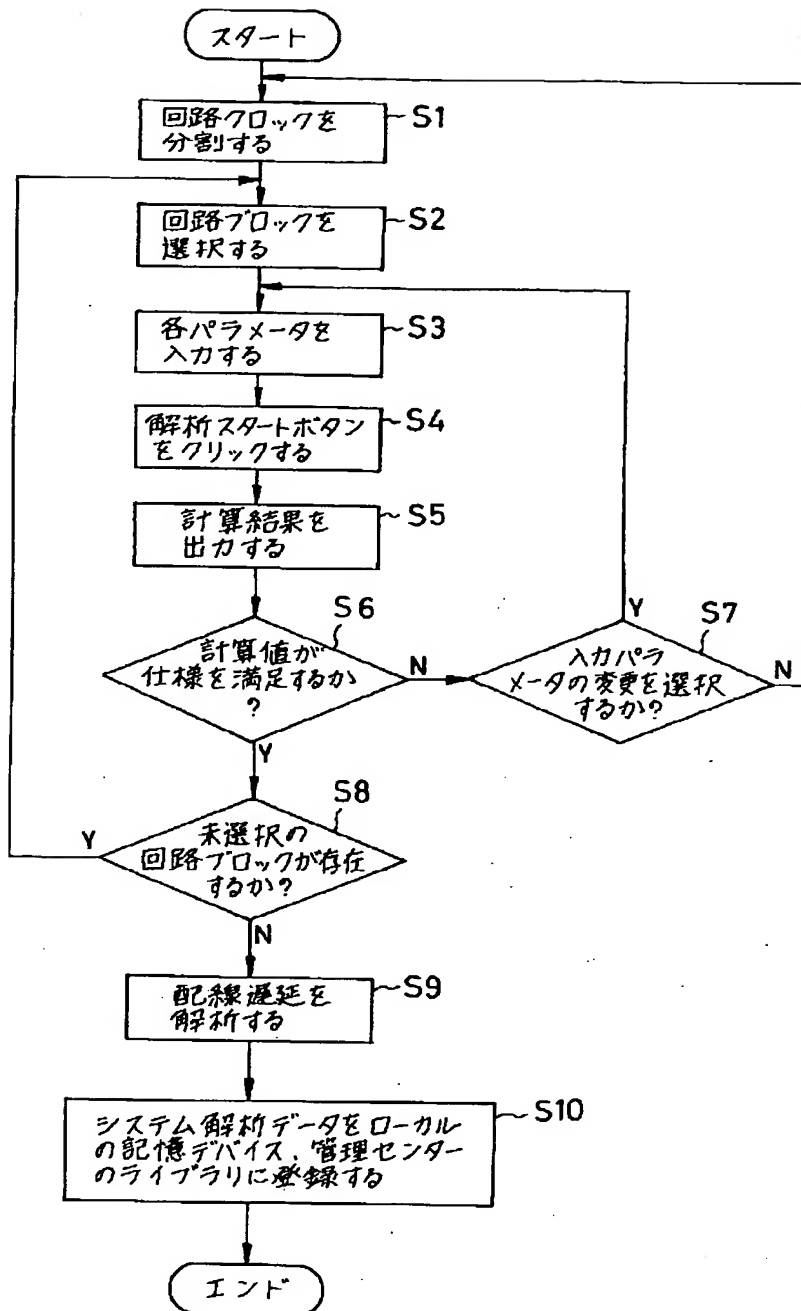 スタート
回路クロックを
分割する
S1
回路ブロックを
選択する
S2
各パラメータを
入力する
S3
解析スタートボタン
をクリックする
S4
計算結果を
出力する
S5
S6
計算値が
仕様を満足するか
?
N
Y
S7
入力パラ
メータの変更を選択
するか?
Y
N
S8
未選択の
回路ブロックが存在
するか?
Y
N
配線遅延を
解析する
S9
システム解析データをローカル
の記憶デバイス、管理センター
のライブラリに登録する
S10
エンド